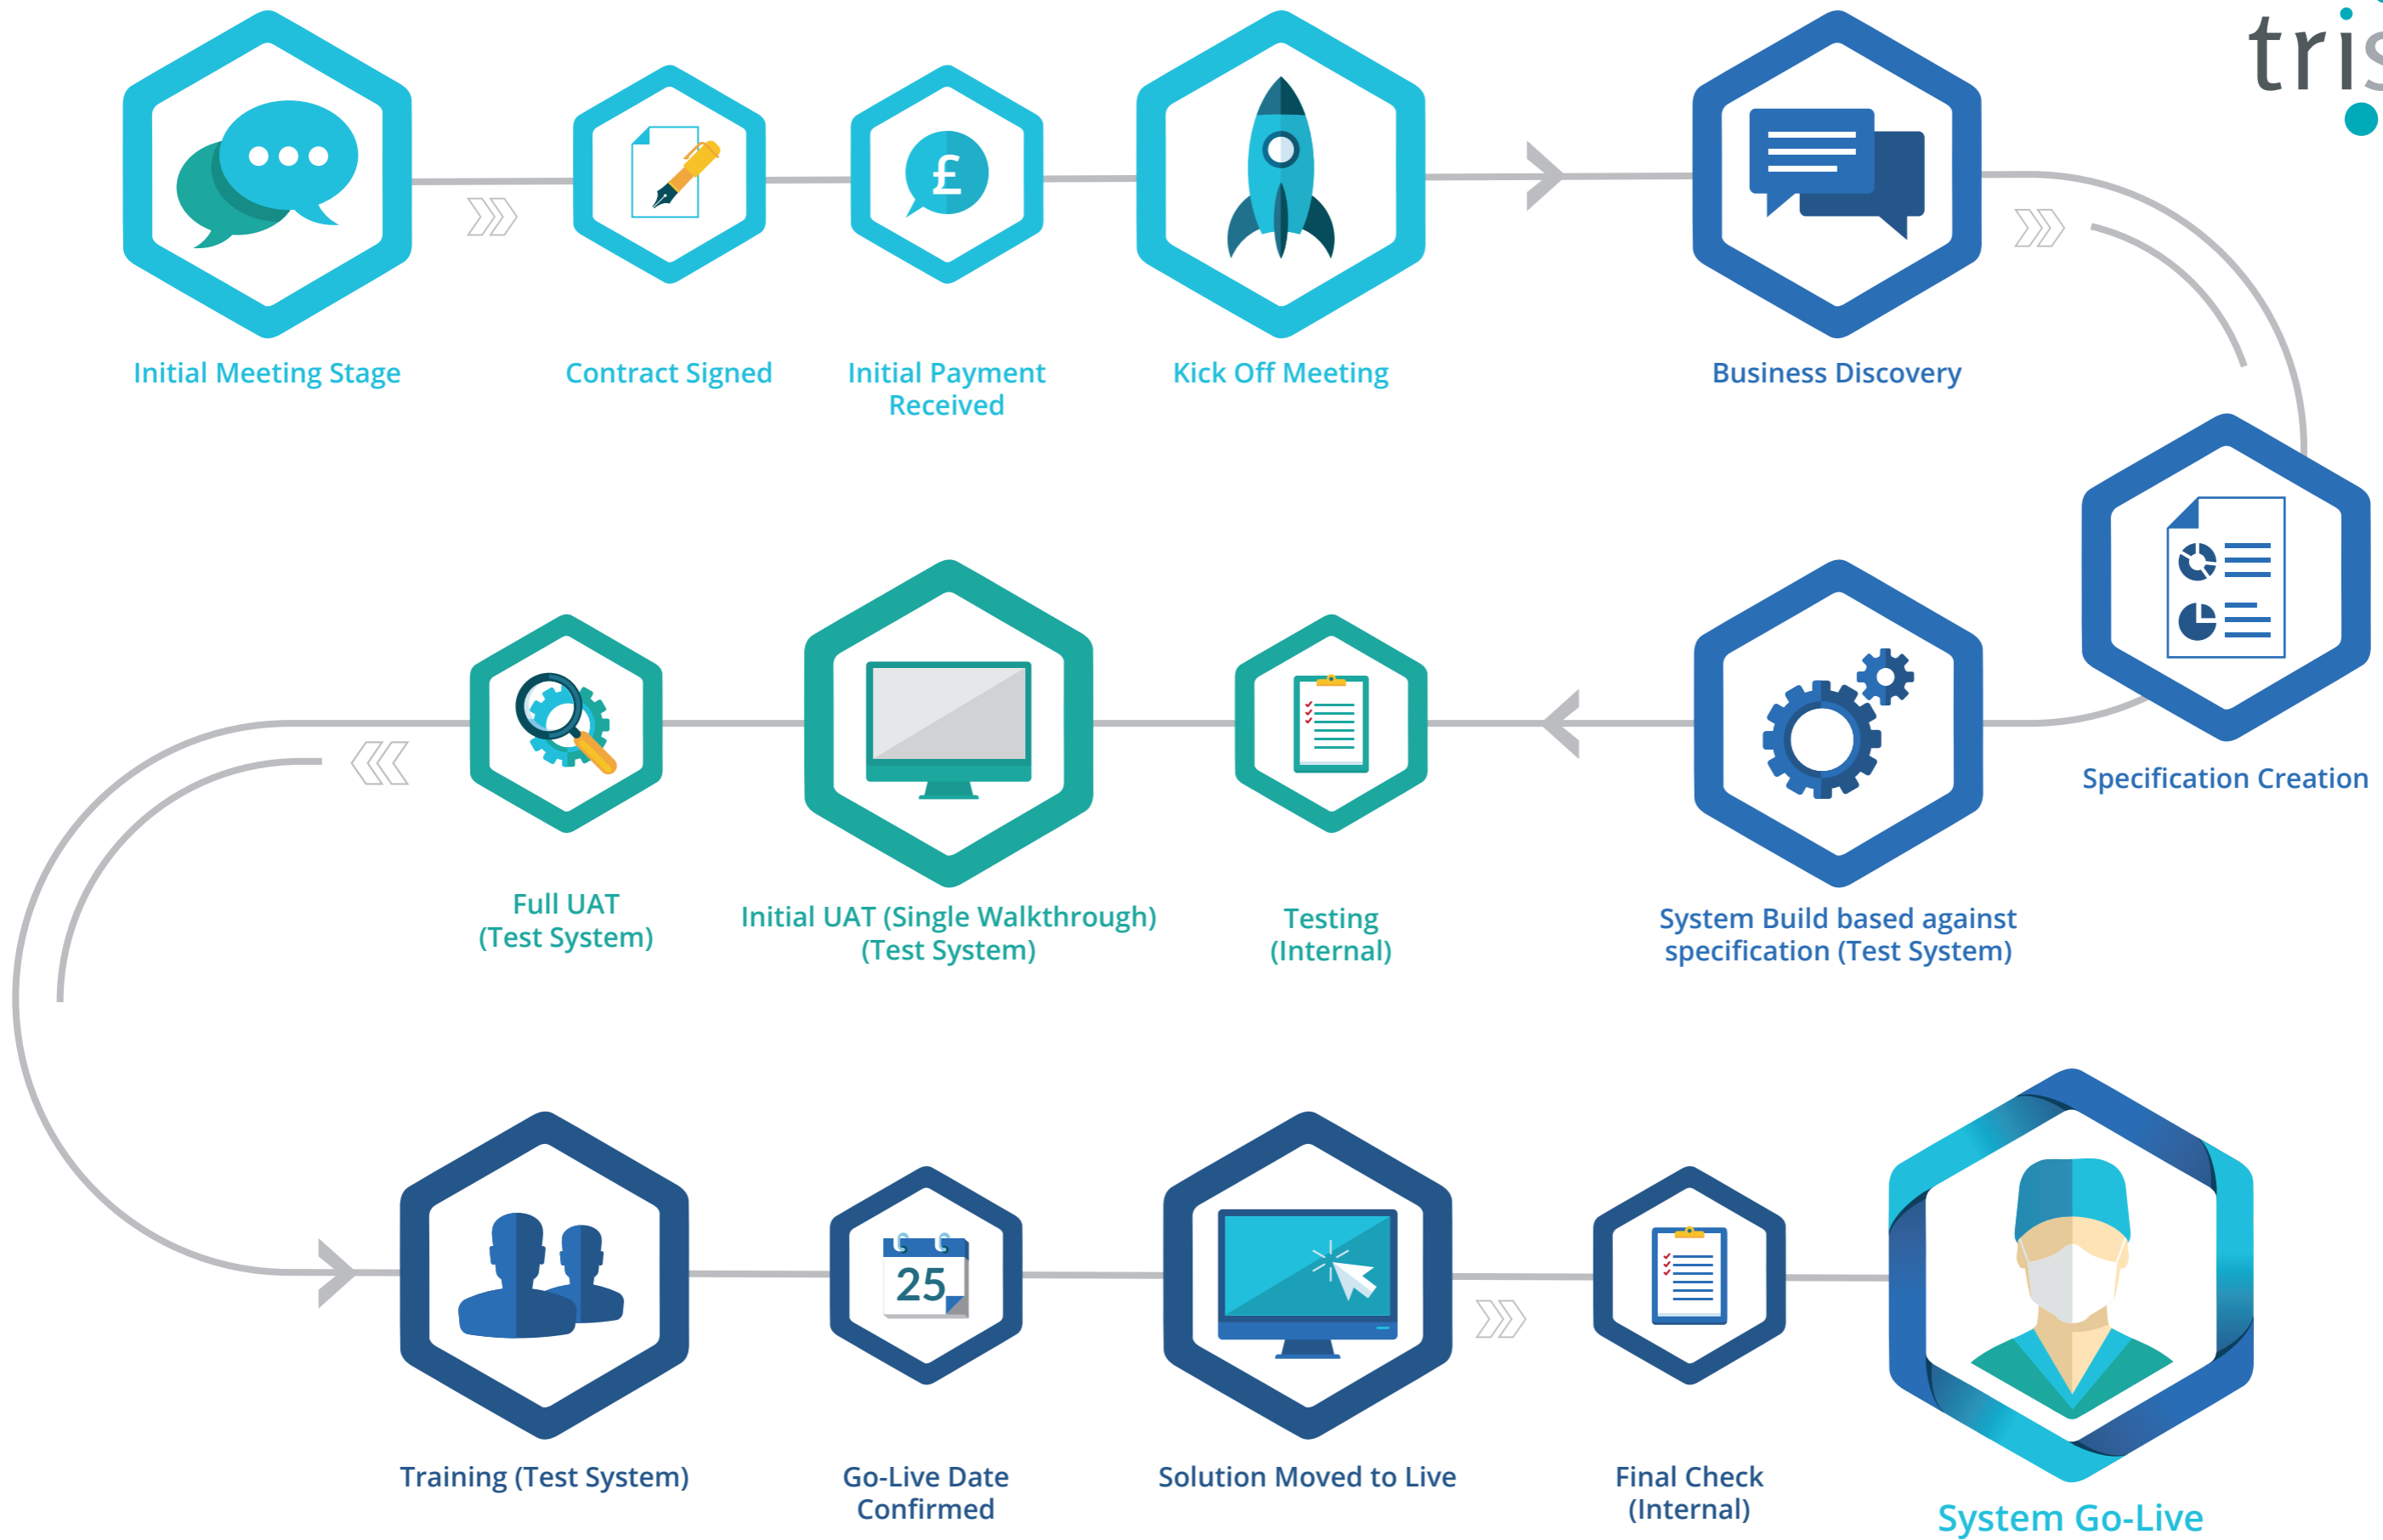 Initial Meeting Stage
Contract Signed
£
Initial Payment
Received
Kick Off Meeting
Business Discovery
Specification Creation
System Build based against
specification (Test System)
Testing
(Internal)
Initial UAT (Single Walkthrough)
(Test System)
Full UAT
(Test System)
Training (Test System)
25
Go-Live Date
Confirmed
Solution Moved to Live
Final Check
(Internal)
System Go-Live